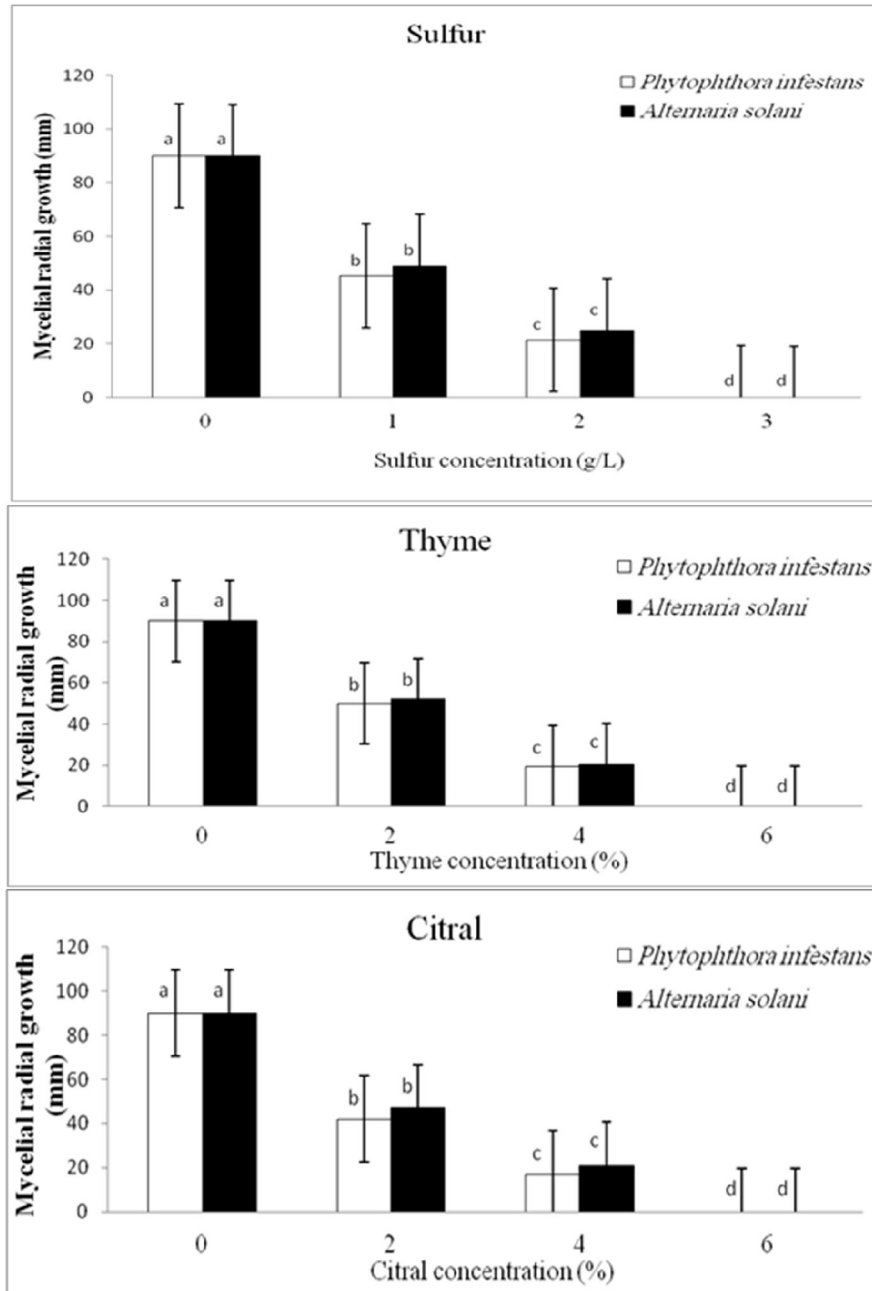 Sulfur
Phytophthora infestans
Alternaria solani
Mycelial radial growth (mm)
120
100
80
60
40
20
0
a a
b b
c c
d d
0 1 2 3
Sulfur concentration (g/L)
Thyme
Phytophthora infestans
Alternaria solani
Mycelial radial growth
(mm)
120
100
80
60
40
20
0
a a
b b
c c
d d
0 2 4 6
Thyme concentration (%)
Citral
Phytophthora infestans
Alternaria solani
Mycelial radial growth
(mm)
120
100
80
60
40
20
0
a a
b b
c c
d d
0 2 4 6
Citral concentration (%)